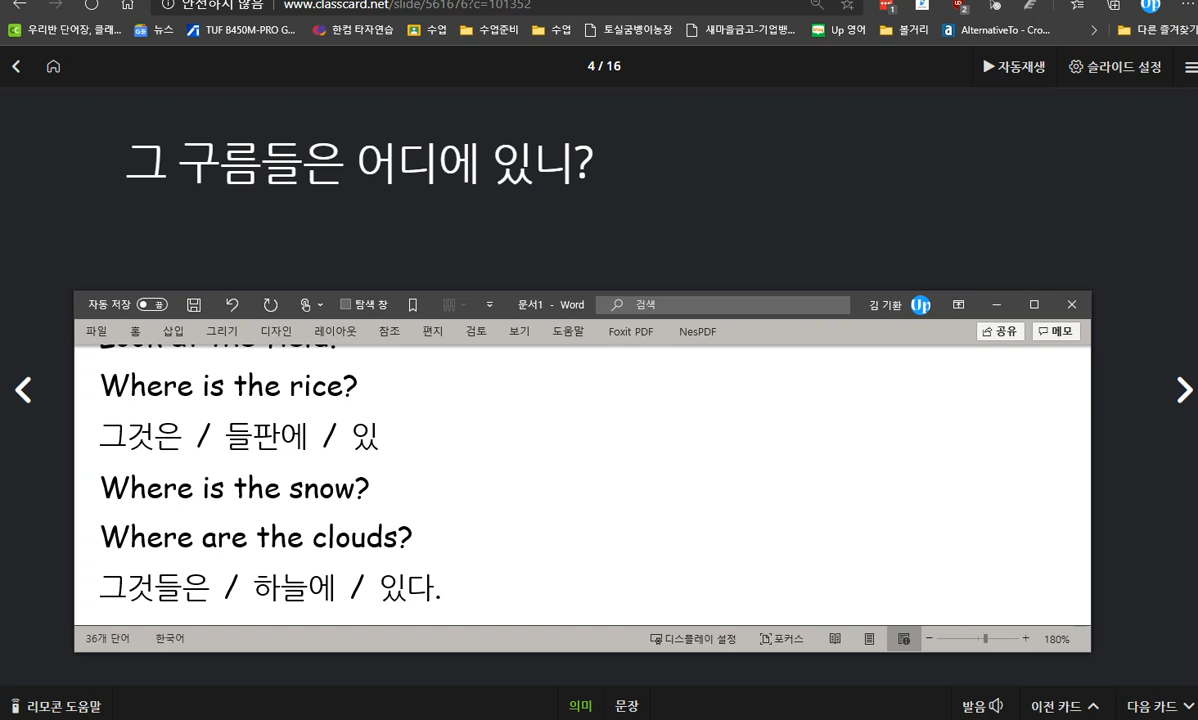 안전하지 않음 | www.classcard.net/slide/561676?c=101352
우리반 단어장, 클래... 뉴스 TUF B450M-PRO G... 한컴 타자연습 수업 수업준비 수업 토실굼벵이농장 새마을금고-기업뱅... Up 영어 볼거리 AlternativeTo - Cro... 다른 즐겨찾기
4 / 16 ▶자동재생 슬라이드 설정
그 구름들은 어디에 있니?
자동 저장 끔 탐색 창 문서1 - Word 검색 김 기환 Up
파일 홈 삽입 그리기 디자인 레이아웃 참조 편지 검토 보기 도움말 Foxit PDF NesPDF 공유 메모
Look at the field.
Where is the rice?
그것은 / 들판에 / 있
Where is the snow?
Where are the clouds?
그것들은 / 하늘에 / 있다.
36개 단어 한국어 디스플레이 설정 포커스 - + 180%
리모콘 도움말 의미 문장 발음 이전 카드 다음 카드